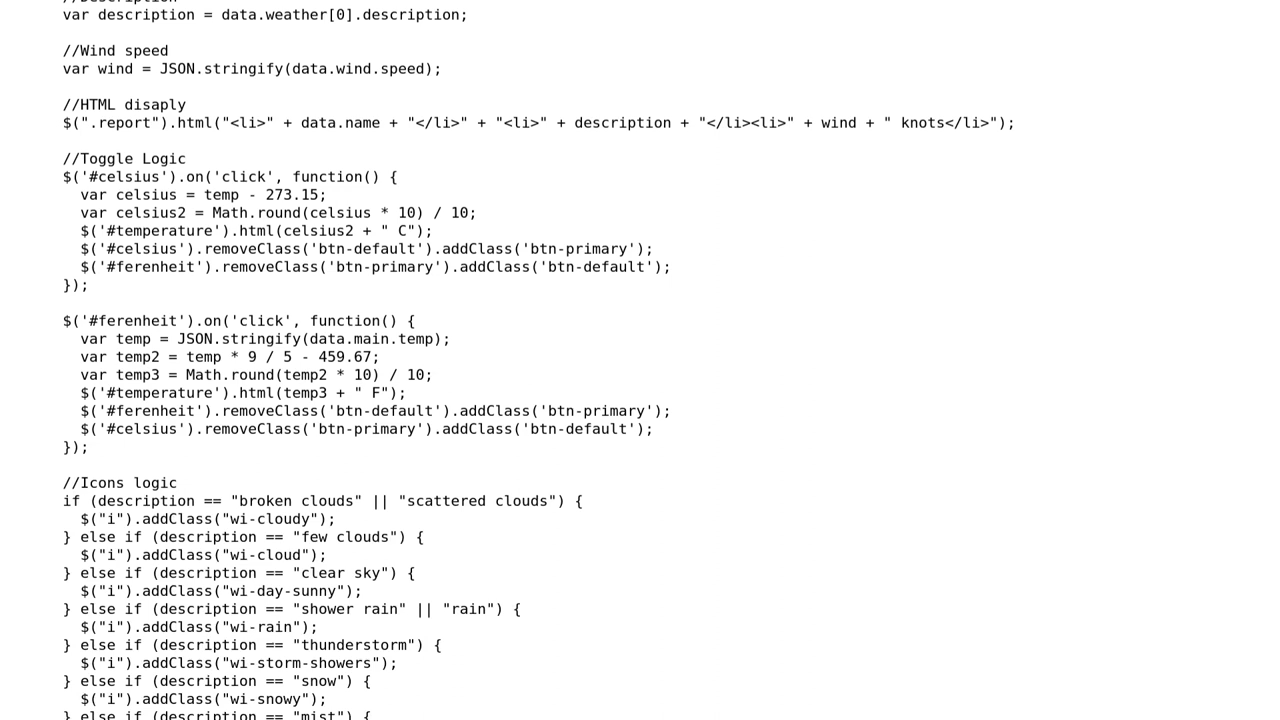 //Description
var description = data.weather[0].description;
//Wind speed
var wind = JSON.stringify(data.wind.speed);
//HTML disaply
$(".report").html("<li>" + data.name + "</li>" + "<li>" + description + "</li><li>" + wind + " knots</li>");
//Toggle Logic
$('#celsius').on('click', function() {
  var celsius = temp - 273.15;
  var celsius2 = Math.round(celsius * 10) / 10;
  $('#temperature').html(celsius2 + " C");
  $('#celsius').removeClass('btn-default').addClass('btn-primary');
  $('#ferenheit').removeClass('btn-primary').addClass('btn-default');
});
$('#ferenheit').on('click', function() {
  var temp = JSON.stringify(data.main.temp);
  var temp2 = temp * 9 / 5 - 459.67;
  var temp3 = Math.round(temp2 * 10) / 10;
  $('#temperature').html(temp3 + " F");
  $('#ferenheit').removeClass('btn-default').addClass('btn-primary');
  $('#celsius').removeClass('btn-primary').addClass('btn-default');
});
//Icons logic
if (description == "broken clouds" || "scattered clouds") {
  $("i").addClass("wi-cloudy");
} else if (description == "few clouds") {
  $("i").addClass("wi-cloud");
} else if (description == "clear sky") {
  $("i").addClass("wi-day-sunny");
} else if (description == "shower rain" || "rain") {
  $("i").addClass("wi-rain");
} else if (description == "thunderstorm") {
  $("i").addClass("wi-storm-showers");
} else if (description == "snow") {
  $("i").addClass("wi-snowy");
} else if (description == "mist") {